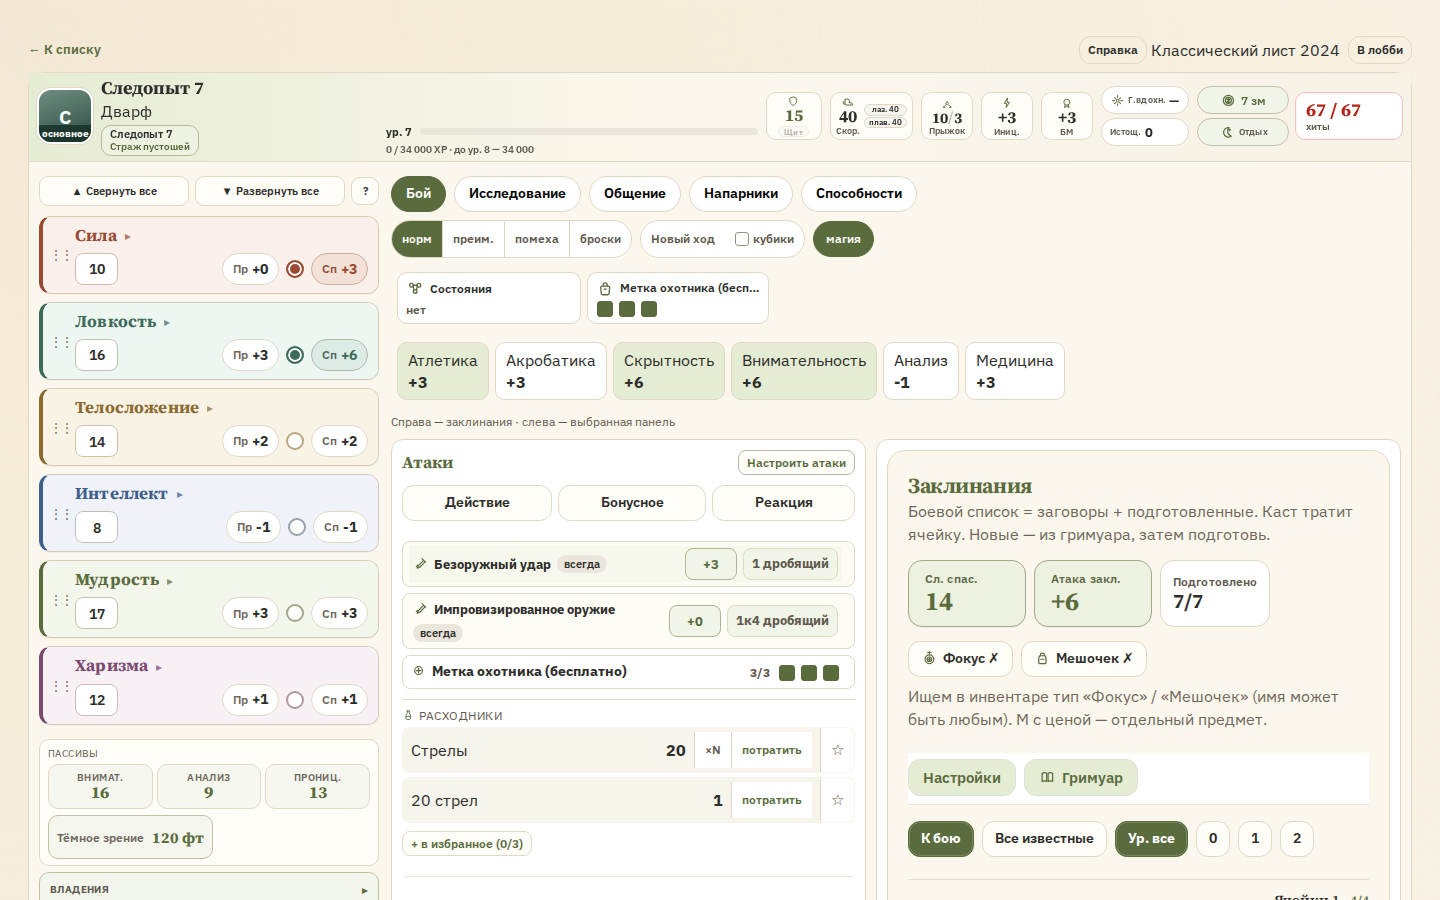 ← К списку
Справка
Классический лист 2024
В лобби
С
основное
Следопыт 7
Дварф
Следопыт 7
Страж пустошей
ур. 7
0 / 34 000 XP · до ур. 8 — 34 000
15
Щит
40
Скор.
лаз. 40
плав. 40
10/3
Прыжок
+3
Иниц.
+3
БМ
Г.вдохн. —
Истощ. 0
7 зм
Отдых
67 / 67
хиты
▲ Свернуть все
▼ Развернуть все
?
Сила ▸
10
Пр +0
Сп +3
Ловкость ▸
16
Пр +3
Сп +6
Телосложение ▸
14
Пр +2
Сп +2
Интеллект ▸
8
Пр -1
Сп -1
Мудрость ▸
17
Пр +3
Сп +3
Харизма ▸
12
Пр +1
Сп +1
ПАССИВЫ
ВНИМАТ.
16
АНАЛИЗ
9
ПРОНИЦ.
13
Тёмное зрение 120 фт
ВЛАДЕНИЯ ▸
Бой
Исследование
Общение
Напарники
Способности
норм
преим.
помеха
броски
Новый ход
кубики
магия
Состояния
нет
Метка охотника (бесп...
Атлетика
+3
Акробатика
+3
Скрытность
+6
Внимательность
+6
Анализ
-1
Медицина
+3
Справа — заклинания · слева — выбранная панель
Атаки
Настроить атаки
Действие
Бонусное
Реакция
Безоружный удар всегда
+3
1 дробящий
Импровизированное оружие
всегда
+0
1к4 дробящий
Метка охотника (бесплатно)
3/3
РАСХОДНИКИ
Стрелы
20
×N
потратить
☆
20 стрел
1
потратить
☆
+ в избранное (0/3)
Заклинания
Боевой список = заговоры + подготовленные. Каст тратит
ячейку. Новые — из гримуара, затем подготовь.
Сл. спас.
14
Атака закл.
+6
Подготовлено
7/7
Фокус ✗
Мешочек ✗
Ищем в инвентаре тип «Фокус» / «Мешочек» (имя может
быть любым). М с ценой — отдельный предмет.
Настройки
Гримуар
К бою
Все известные
Ур. все
0
1
2
Ячейки 1 4/4